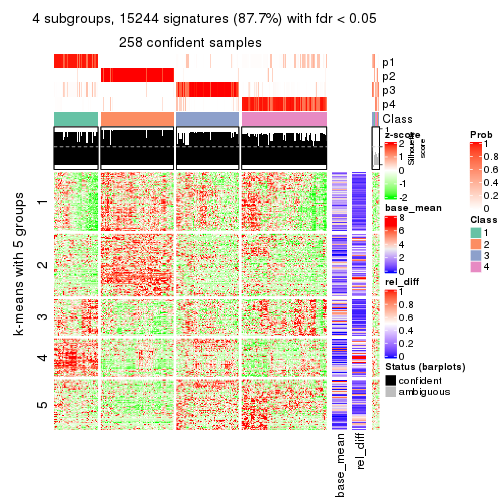 4 subgroups, 15244 signatures (87.7%) with fdr < 0.05
258 confident samples
p1
p2
p3
p4
Class
1
Silhouette
score
k-means with 5 groups
1
2
3
4
5
base_mean
rel_diff
z-score
2
1
0
-1
-2
base_mean
8
6
4
2
0
rel_diff
1
0.8
0.6
0.4
0.2
0
Status (barplots)
confident
ambiguous
Prob
1
0.8
0.6
0.4
0.2
0
Class
1
2
3
4